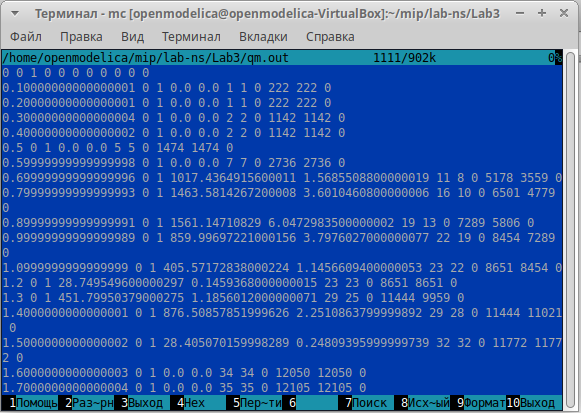 Терминал - mc [openmodelica@openmodelica-VirtualBox]:~/mip/lab-ns/Lab3
Файл Правка Вид Терминал Вкладки Справка
/home/openmodelica/mip/lab-ns/Lab3/qm.out 1111/902k 0%
0 0 1 0 0 0 0 0 0 0 0
0.10000000000000001 0 1 0.0 0.0 1 1 0 222 222 0
0.20000000000000001 0 1 0.0 0.0 1 1 0 222 222 0
0.30000000000000004 0 1 0.0 0.0 2 2 0 1142 1142 0
0.40000000000000002 0 1 0.0 0.0 2 2 0 1142 1142 0
0.5 0 1 0.0 0.0 5 5 0 1474 1474 0
0.59999999999999998 0 1 0.0 0.0 7 7 0 2736 2736 0
0.69999999999999996 0 1 1017.4364915600011 1.5685508800000019 11 8 0 5178 3559 0
0.79999999999999993 0 1 1463.5814267200008 3.6010460800000006 16 10 0 6501 4779
0
0.89999999999999991 0 1 1561.14710829 6.0472983500000002 19 13 0 7289 5806 0
0.99999999999999989 0 1 859.99697221000156 3.7976027000000077 22 19 0 8454 7289
0
1.0999999999999999 0 1 405.57172838000224 1.1456609400000053 23 22 0 8651 8454 0
1.2 0 1 28.749549600000297 0.1459368000000015 23 23 0 8651 8651 0
1.3 0 1 451.79950379000275 1.1856012000000071 29 25 0 11444 9959 0
1.4000000000000001 0 1 876.50857851999626 2.2510863799999892 29 28 0 11444 11021
0
1.5000000000000002 0 1 28.405070159998289 0.24809395999999739 32 32 0 11772 1177
2 0
1.6000000000000003 0 1 0.0 0.0 34 34 0 12050 12050 0
1.7000000000000004 0 1 0.0 0.0 35 35 0 12105 12105 0
1Помощь 2Раз~рн 3Выход 4Hex 5Пер~ти 6 7Поиск 8Исх~ый 9Формат 10Выход